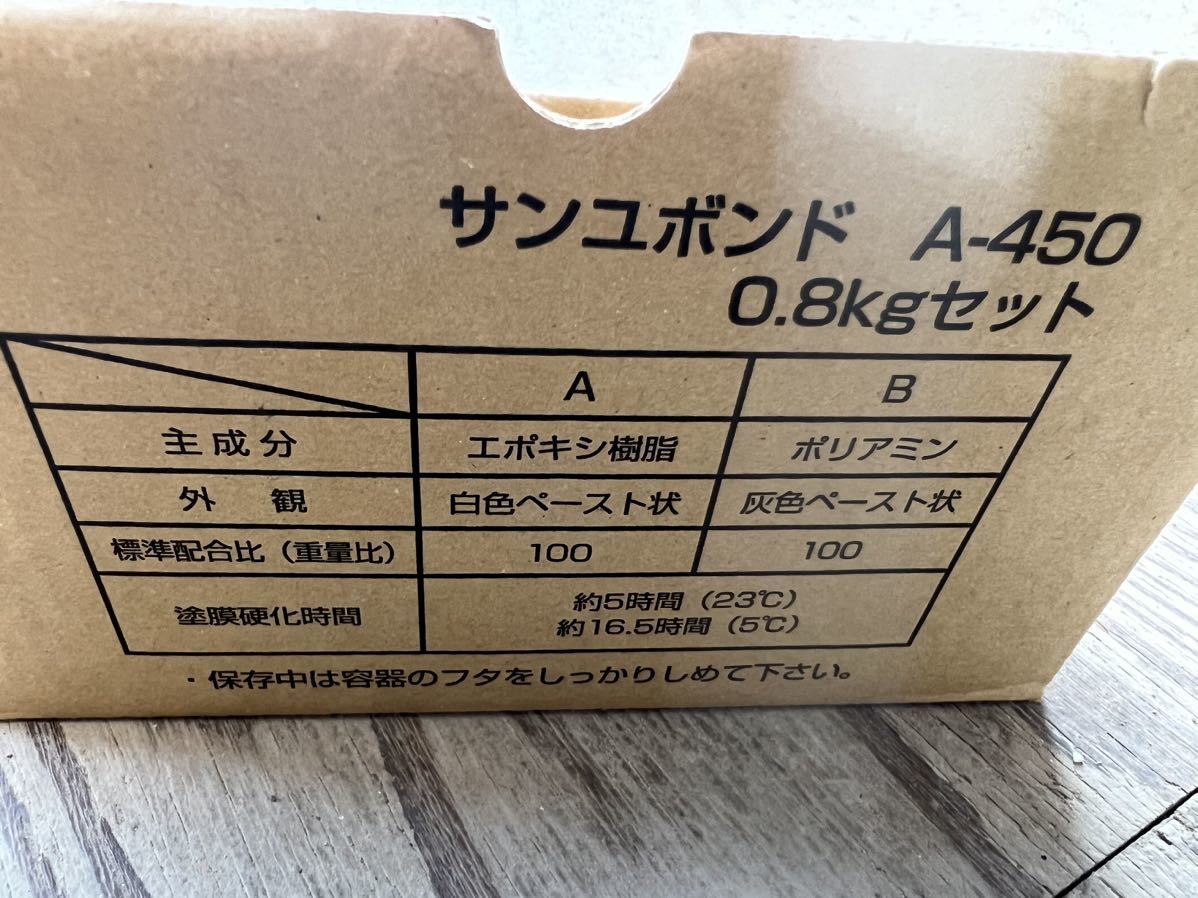 サンユボンド A-450
0.8kgセット
A B
主成分 エポキシ樹脂 ポリアミン
外観 白色ペースト状 灰色ペースト状
標準配合比（重量比） 100 100
塗膜硬化時間 約5時間（23℃）
約16.5時間（5℃）
・保存中は容器のフタをしっかりしめて下さい。